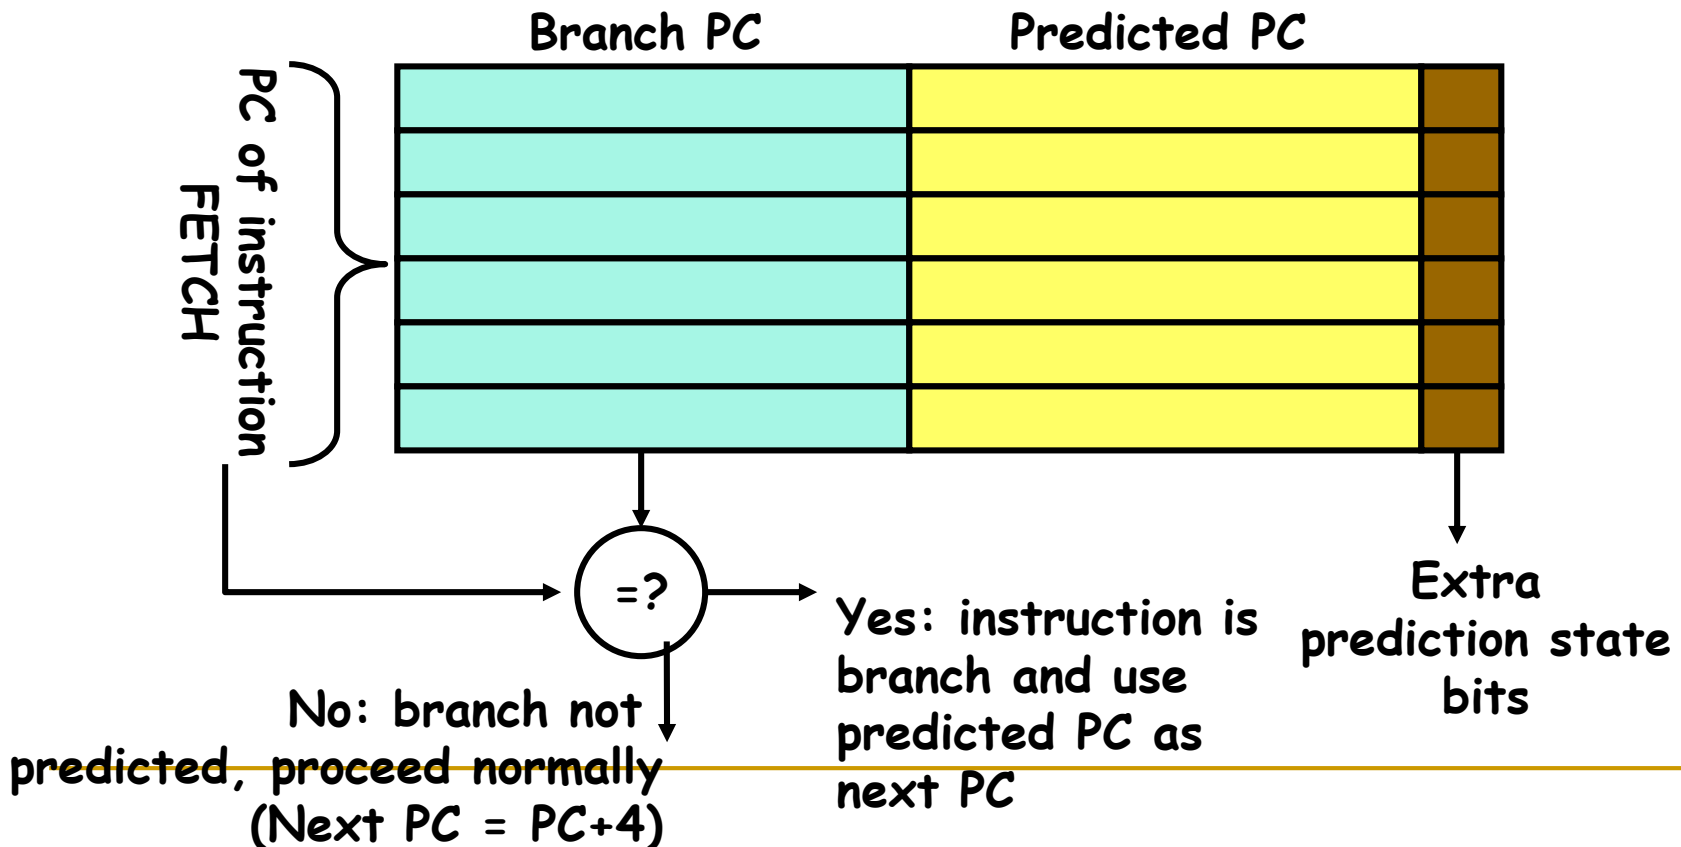 Branch PC
Predicted PC
PC of instruction
FETCH
=?
Yes: instruction is
branch and use
predicted PC as
next PC
Extra
prediction state
bits
No: branch not
predicted, proceed normally
(Next PC = PC+4)